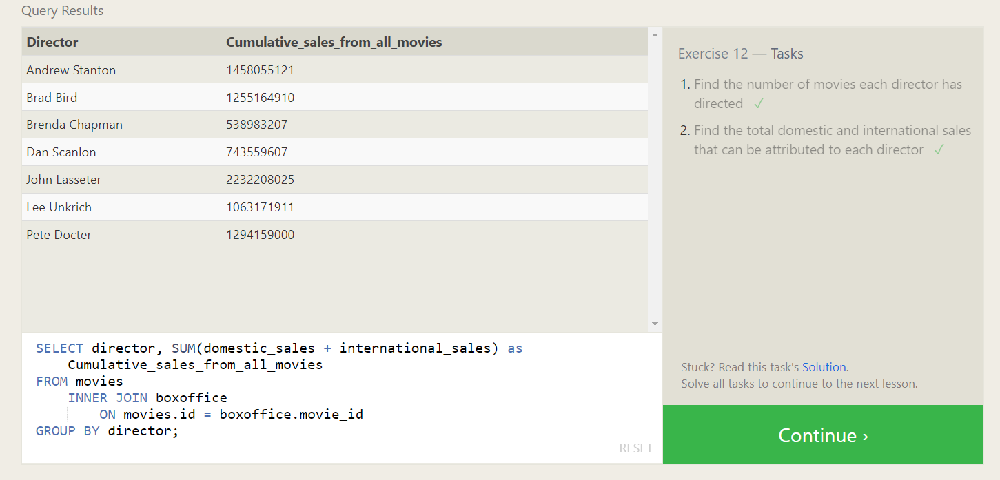 Query Results
Director Cumulative_sales_from_all_movies
Andrew Stanton 1458055121
Brad Bird 1255164910
Brenda Chapman 538983207
Dan Scanlon 743559607
John Lasseter 2232208025
Lee Unkrich 1063171911
Pete Docter 1294159000
SELECT director, SUM(domestic_sales + international_sales) as
Cumulative_sales_from_all_movies
FROM movies
INNER JOIN boxoffice
ON movies.id = boxoffice.movie_id
GROUP BY director;
RESET
Exercise 12 — Tasks
1. Find the number of movies each director has
directed ✓
2. Find the total domestic and international sales
that can be attributed to each director ✓
Stuck? Read this task's Solution.
Solve all tasks to continue to the next lesson.
Continue ›